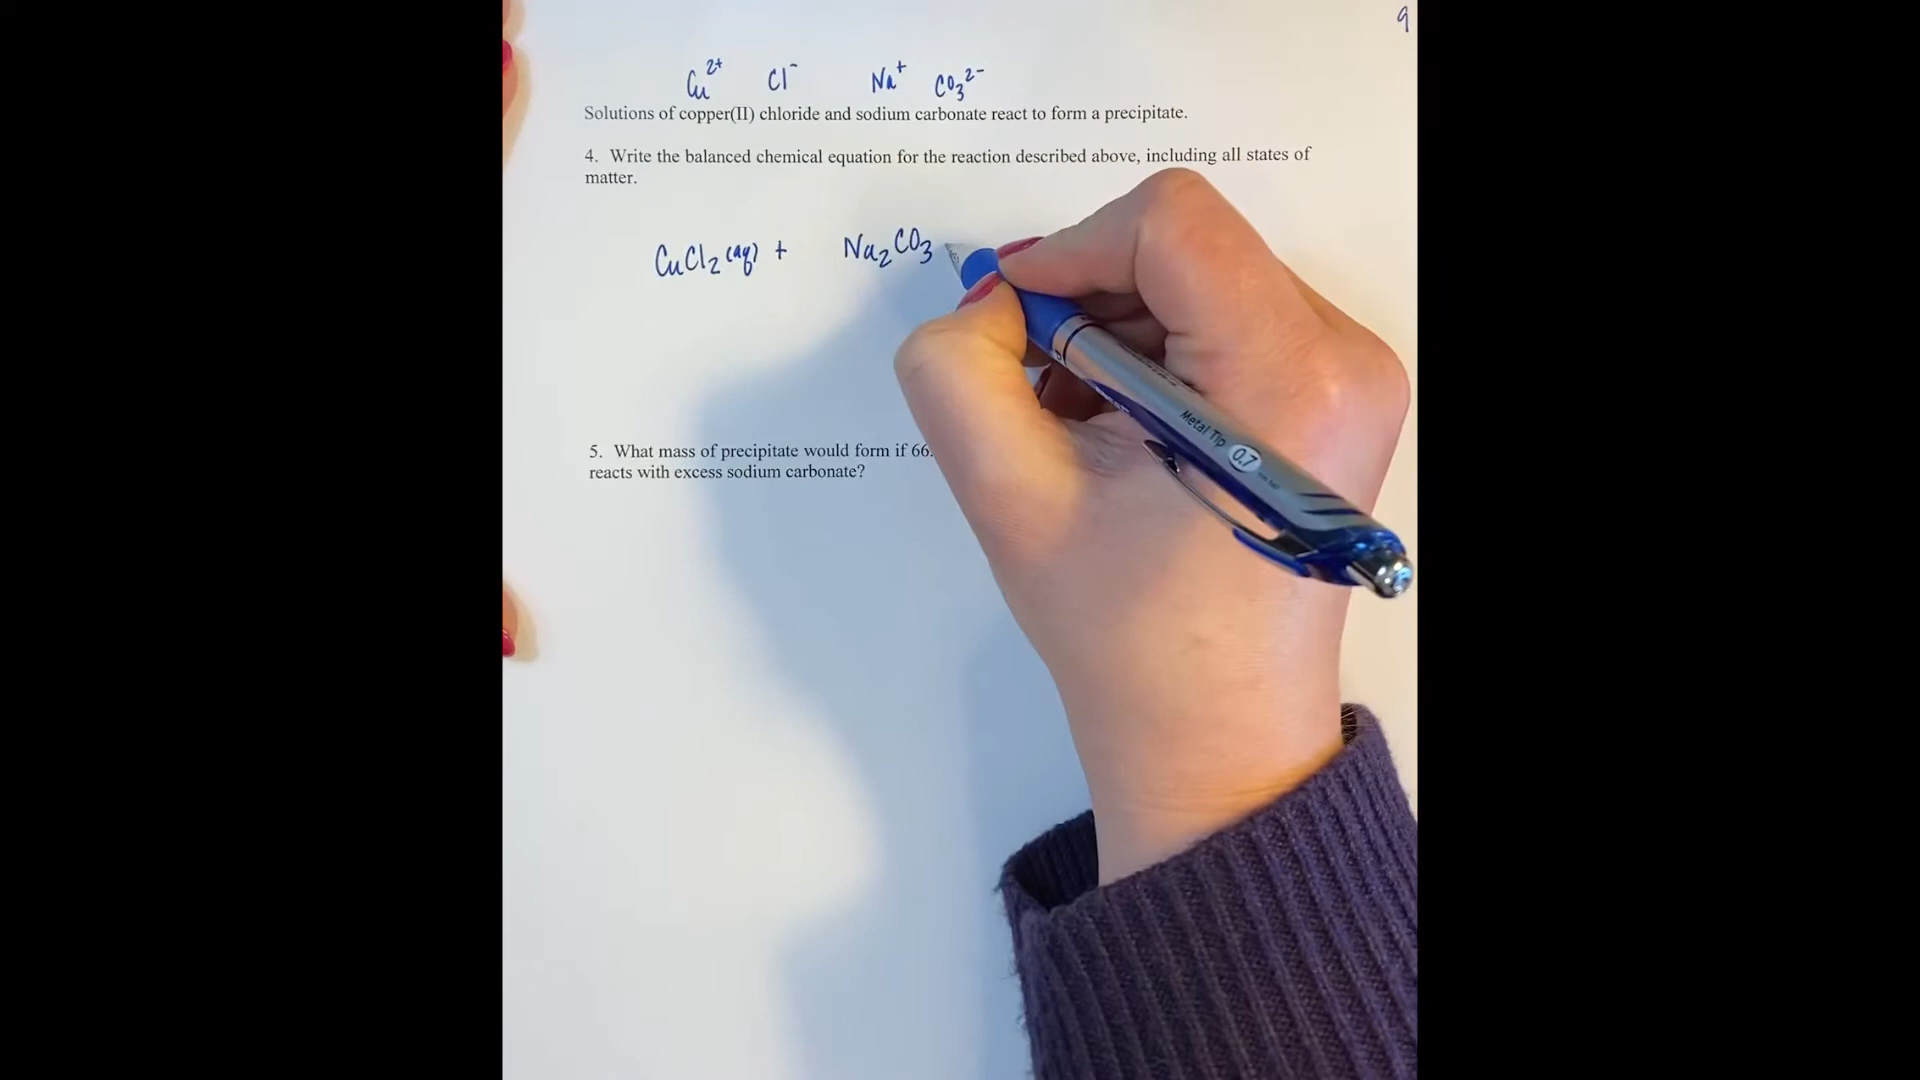 9
Cu²⁺ Cl⁻ Na⁺ CO₃²⁻
Solutions of copper(II) chloride and sodium carbonate react to form a precipitate.
4. Write the balanced chemical equation for the reaction described above, including all states of
matter.
CuCl₂ (aq) + Na₂CO₃
5. What mass of precipitate would form if 66.
reacts with excess sodium carbonate?
Metal Tip 0.7